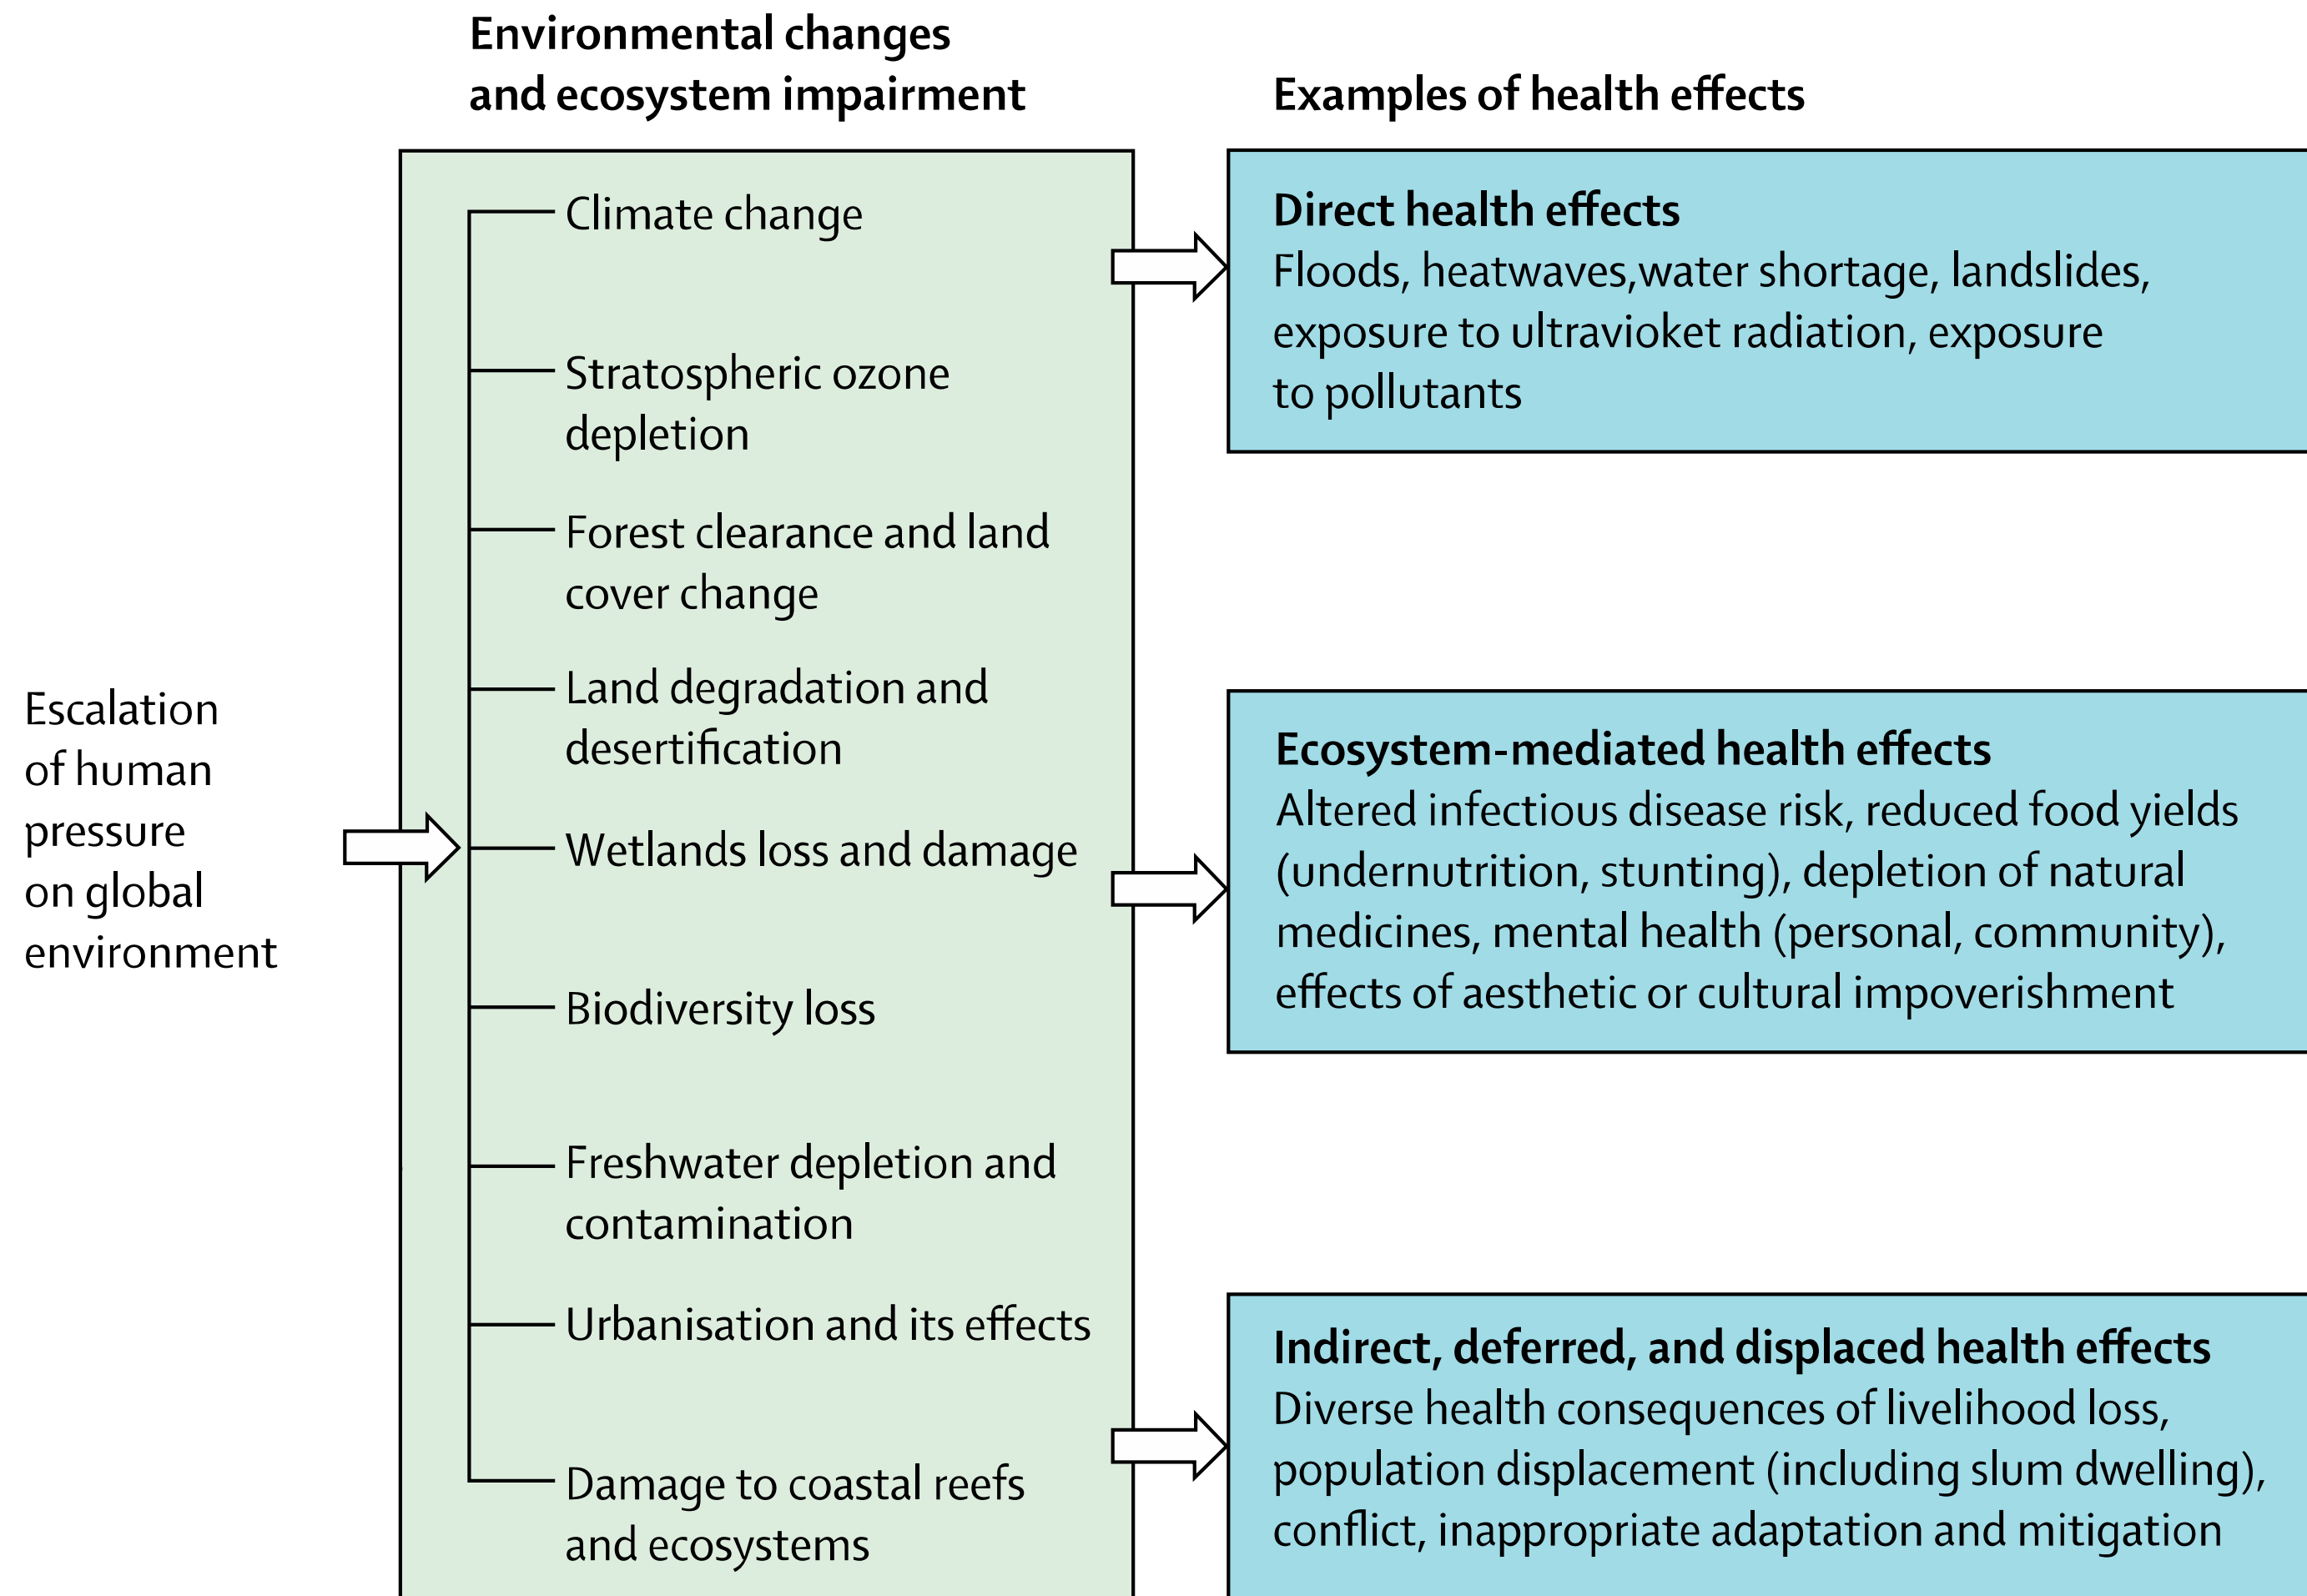 Environmental changes
and ecosystem impairment
Examples of health effects
Escalation
of human
pressure
on global
environment
Climate change
Stratospheric ozone
depletion
Forest clearance and land
cover change
Land degradation and
desertification
Wetlands loss and damage
Biodiversity loss
Freshwater depletion and
contamination
Urbanisation and its effects
Damage to coastal reefs
and ecosystems
Direct health effects
Floods, heatwaves,water shortage, landslides,
exposure to ultravioket radiation, exposure
to pollutants
Ecosystem-mediated health effects
Altered infectious disease risk, reduced food yields
(undernutrition, stunting), depletion of natural
medicines, mental health (personal, community),
effects of aesthetic or cultural impoverishment
Indirect, deferred, and displaced health effects
Diverse health consequences of livelihood loss,
population displacement (including slum dwelling),
conflict, inappropriate adaptation and mitigation